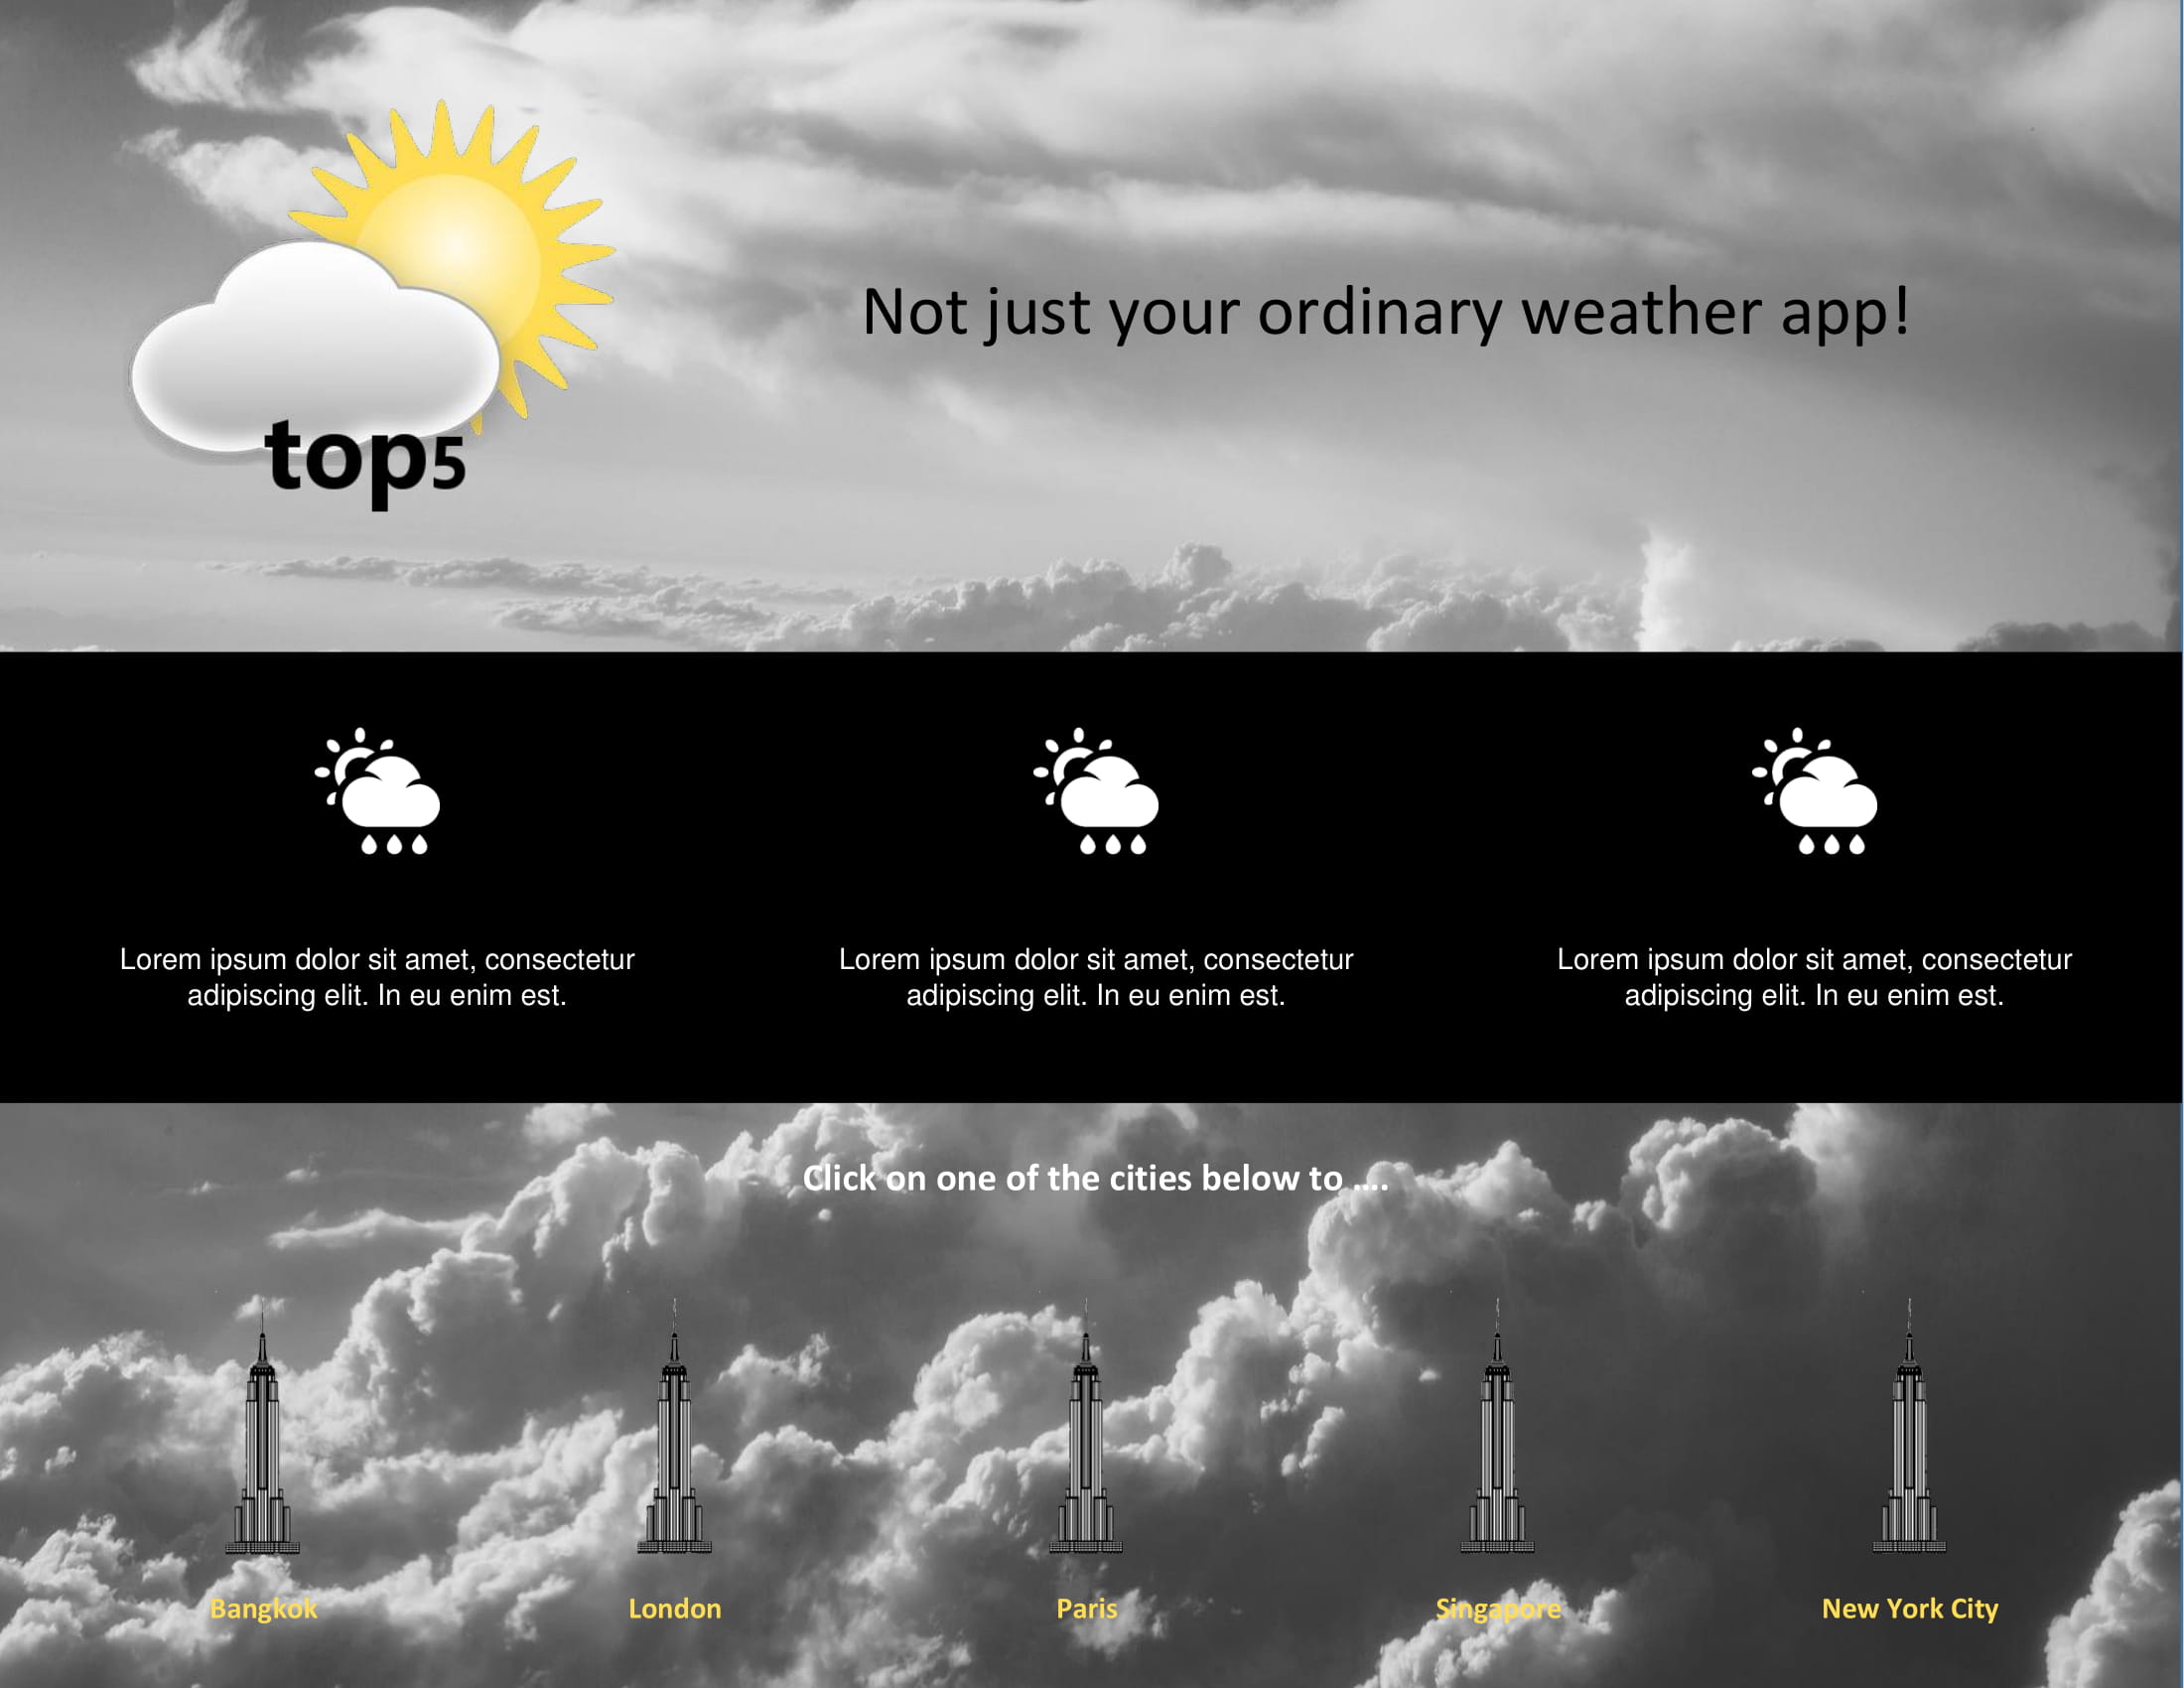 top5
Not just your ordinary weather app!
Lorem ipsum dolor sit amet, consectetur
adipiscing elit. In eu enim est.
Lorem ipsum dolor sit amet, consectetur
adipiscing elit. In eu enim est.
Lorem ipsum dolor sit amet, consectetur
adipiscing elit. In eu enim est.
Click on one of the cities below to ....
Bangkok
London
Paris
Singapore
New York City